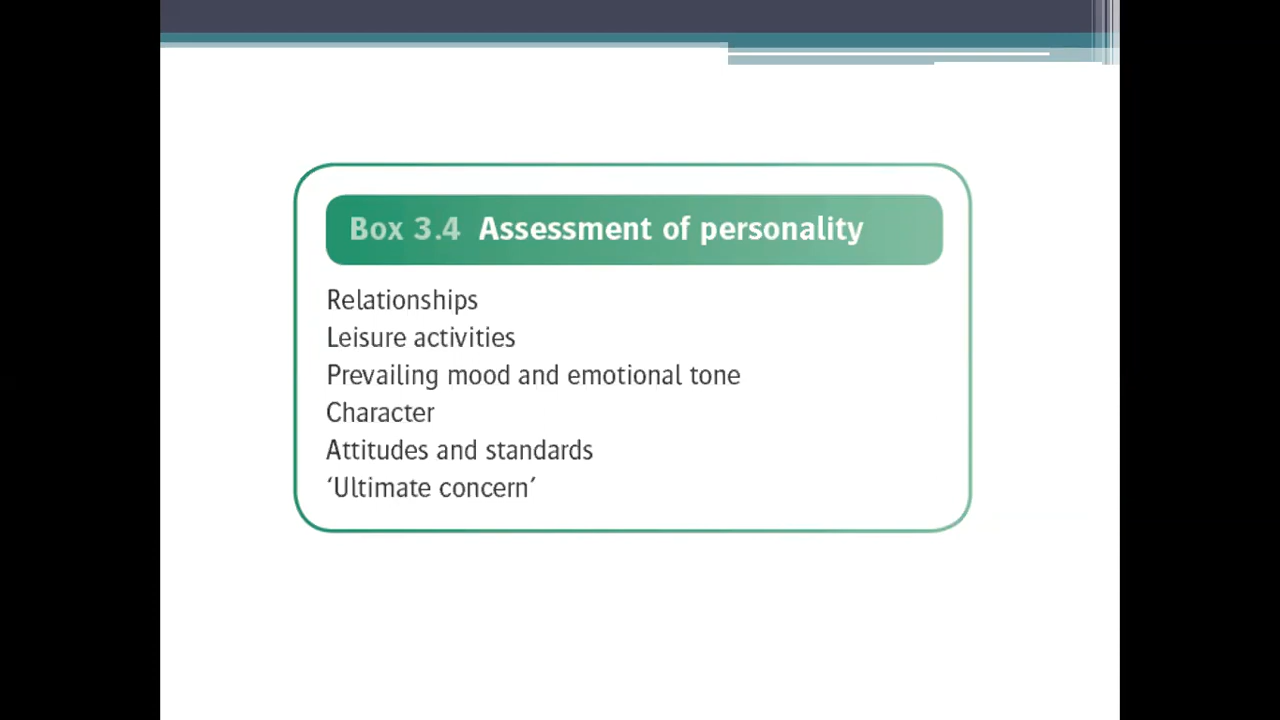 Box 3.4 Assessment of personality
Relationships
Leisure activities
Prevailing mood and emotional tone
Character
Attitudes and standards
‘Ultimate concern’